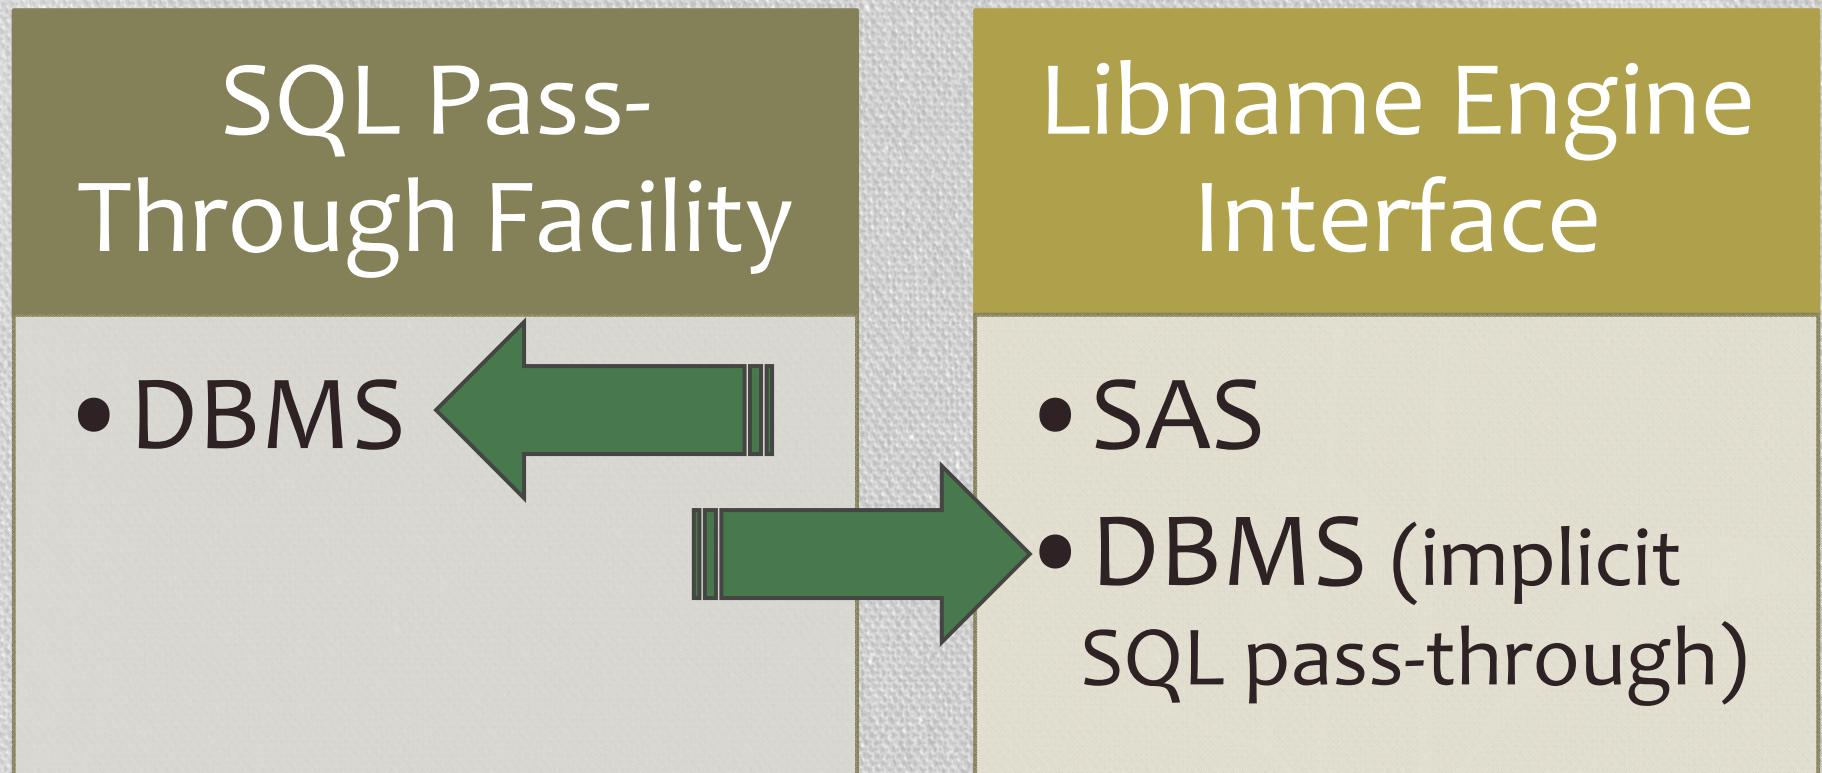 SQL Pass-
Through Facility
• DBMS
Libname Engine
Interface
• SAS
• DBMS (implicit
SQL pass-through)